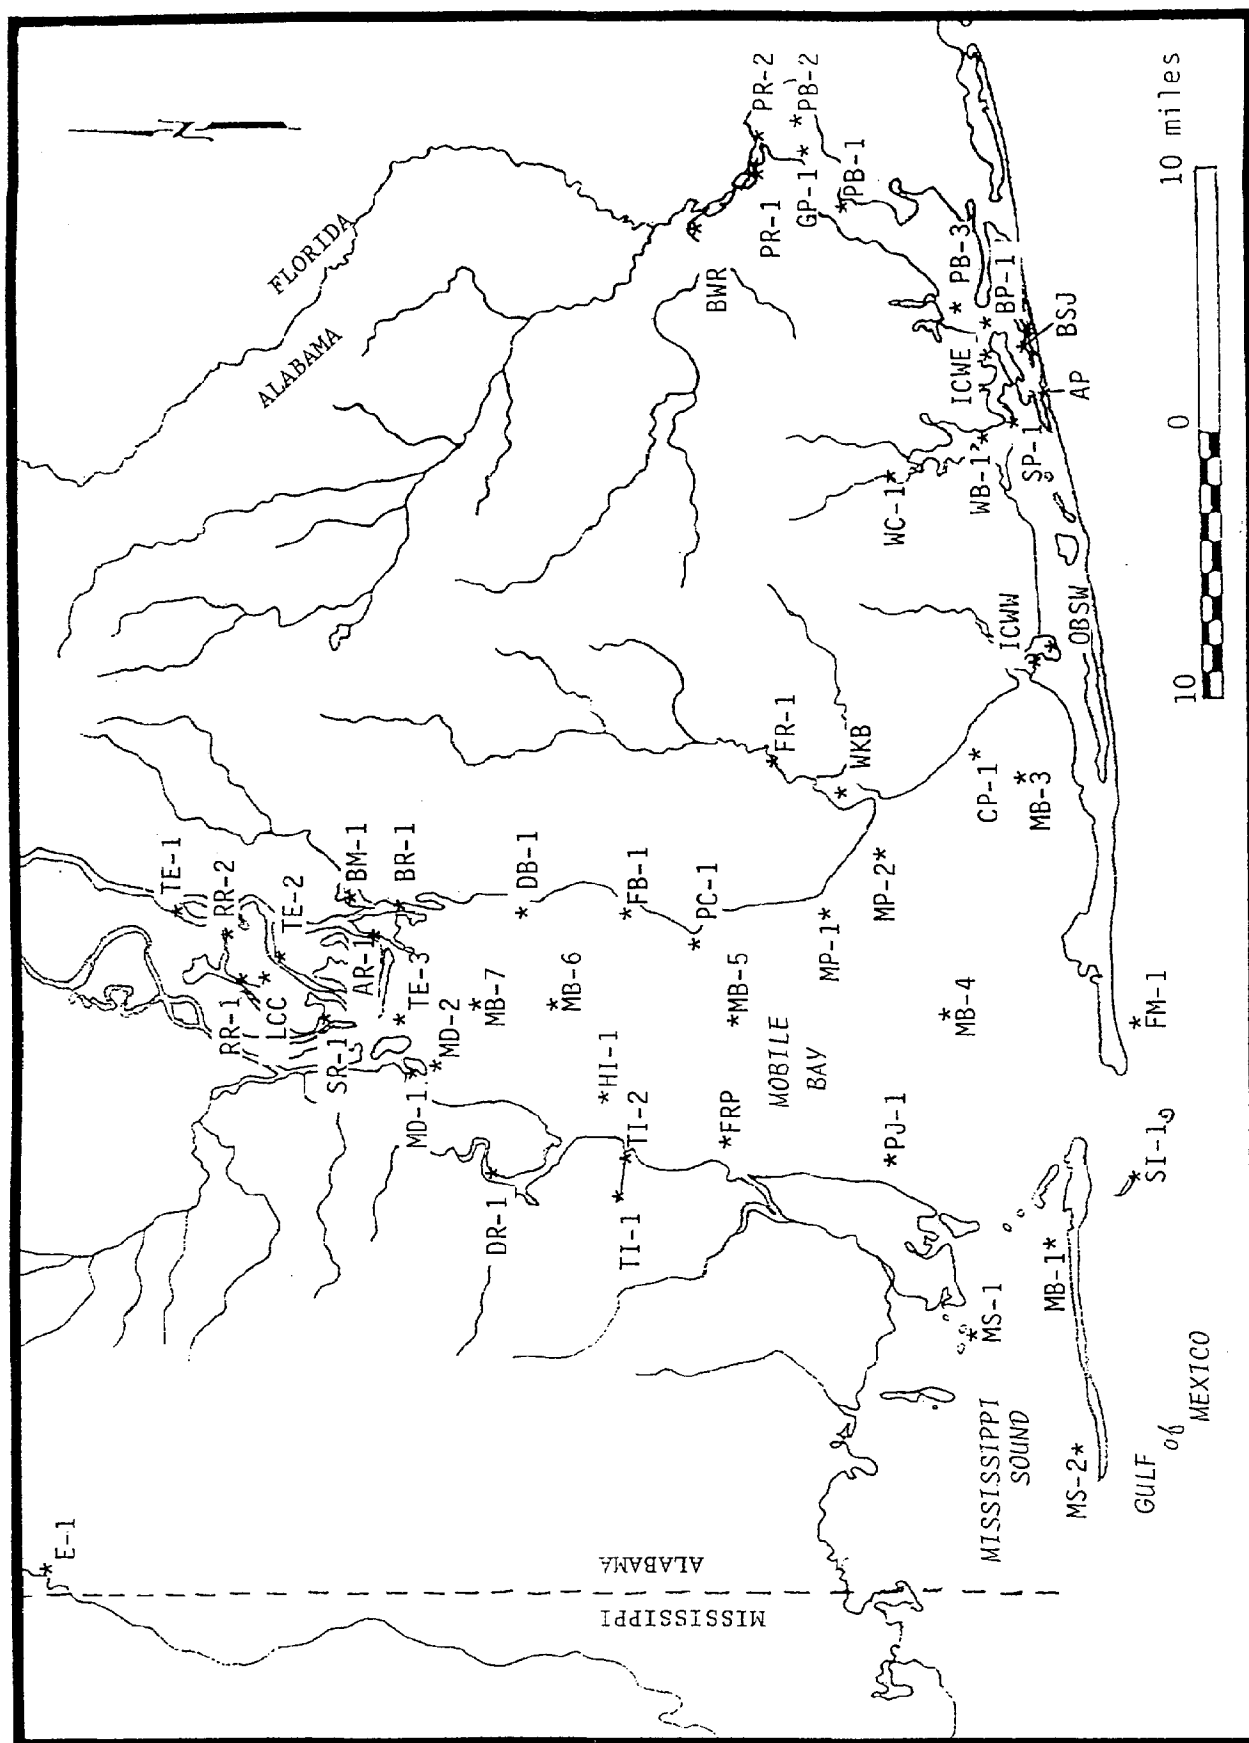 E-1
MISSISSIPPI
ALABAMA
ALABAMA
FLORIDA
N
TE-1
RR-2
RR-1
LCC
TE-2
SR-1
BM-1
AR-1
BR-1
TE-3
MD-1
MD-2
MB-7
DR-1
DB-1
MB-6
HI-1
TI-1
TI-2
FB-1
PC-1
FRP
MB-5
MOBILE
BAY
MP-1
MP-2
PJ-1
MB-4
FR-1
WKB
BWR
PR-1
PR-2
GP-1
PB-2
PB-1
PB-3
BP-1
BSJ
ICWE
AP
WC-1
WB-1
SP-1
ICWW
OBSW
CP-1
MB-3
FM-1
SI-1
MB-1
MS-1
MISSISSIPPI
SOUND
MS-2
GULF
of
MEXICO
10
0
10 miles